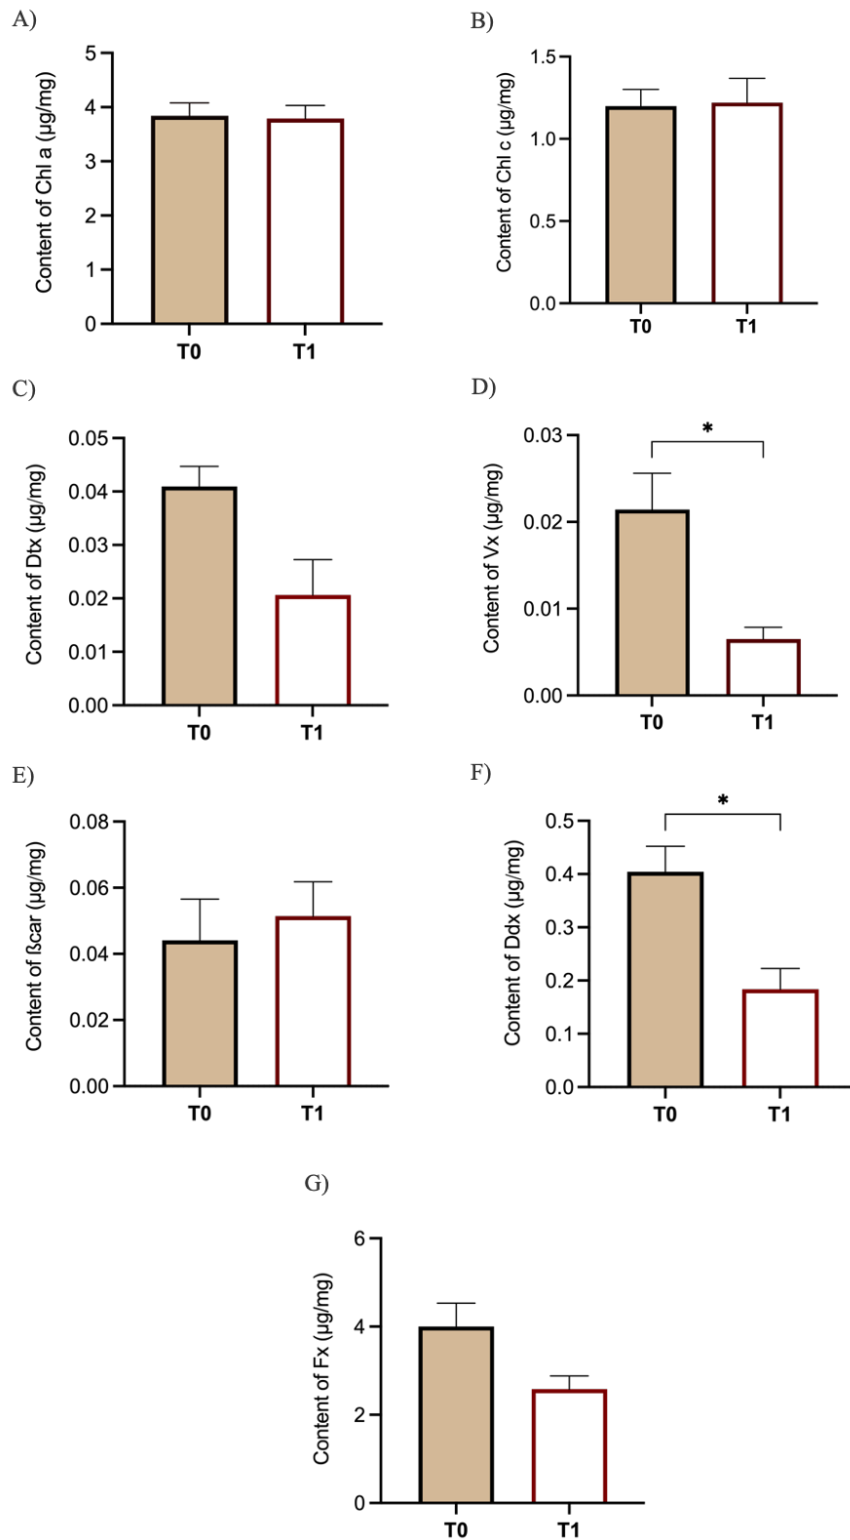 A)
Content of Chl a (µg/mg)
5
4
3
2
1
0
T0 T1
B)
Content of Chl c (µg/mg)
1.5
1.0
0.5
0.0
T0 T1
C)
Content of Dtx (µg/mg)
0.05
0.04
0.03
0.02
0.01
0.00
T0 T1
D)
Content of Vx (µg/mg)
0.03
0.02
0.01
0.00
*
T0 T1
E)
Content of ßcar (µg/mg)
0.08
0.06
0.04
0.02
0.00
T0 T1
F)
Content of Ddx (µg/mg)
0.5
0.4
0.3
0.2
0.1
0.0
*
T0 T1
G)
Content of Fx (µg/mg)
6
4
2
0
T0 T1